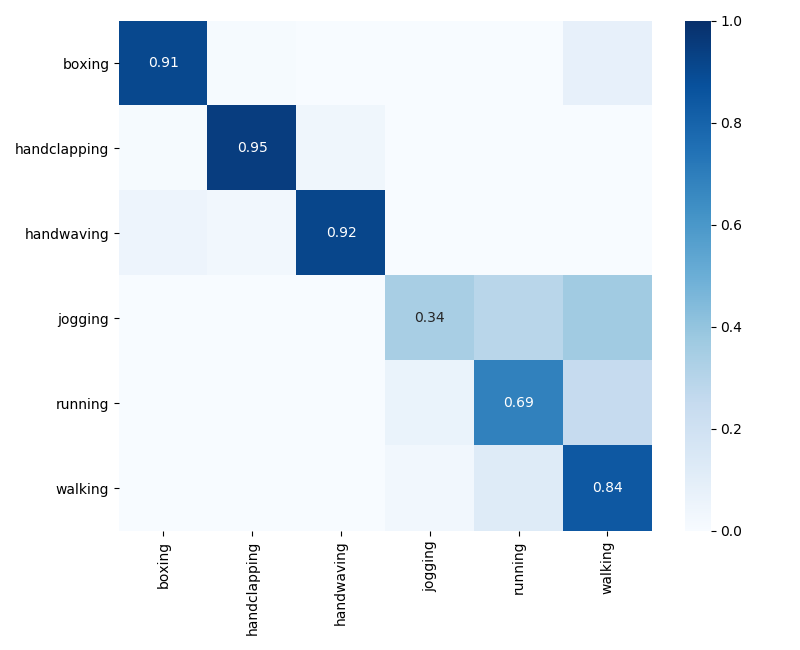 boxing
handclapping
handwaving
jogging
running
walking
0.91
0.95
0.92
0.34
0.69
0.84
boxing
handclapping
handwaving
jogging
running
walking
1.0
0.8
0.6
0.4
0.2
0.0